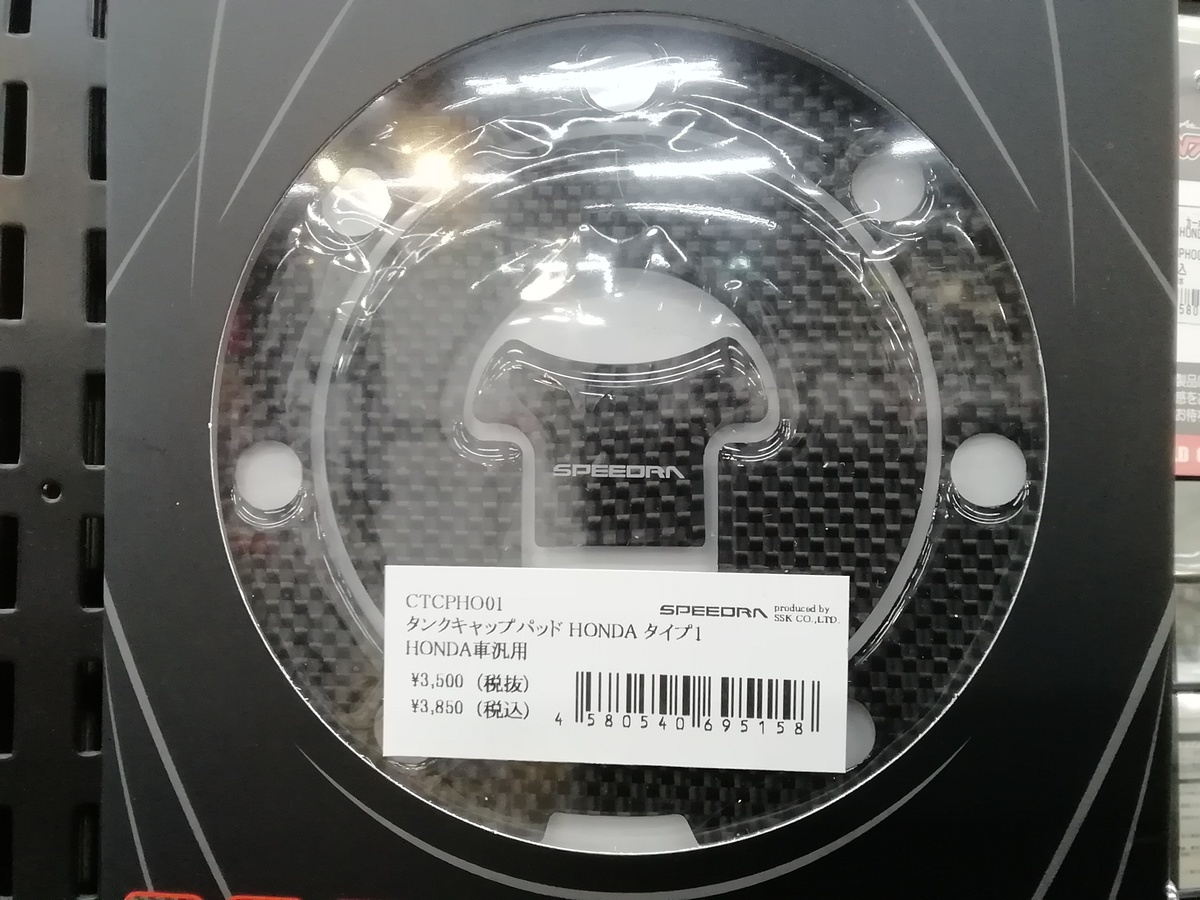 SPEEDRA
CTCPHO01
SPEEDRA produced by
SSK CO.,LTD.
タンクキャップパッド HONDA タイプ1
HONDA車汎用
¥3,500 (税抜)
¥3,850 (税込)
4 580540 695158